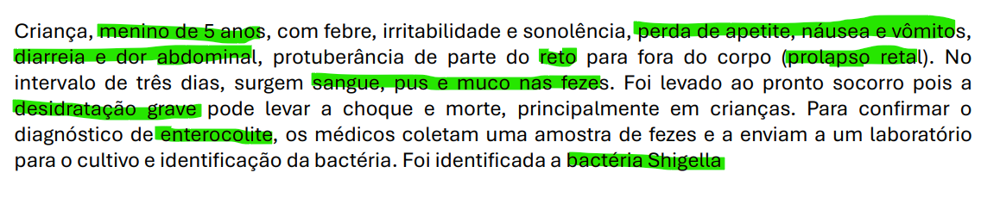 Criança, menino de 5 anos, com febre, irritabilidade e sonolência, perda de apetite, náusea e vômitos,
diarreia e dor abdominal, protuberância de parte do reto para fora do corpo (prolapso retal). No
intervalo de três dias, surgem sangue, pus e muco nas fezes. Foi levado ao pronto socorro pois a
desidratação grave pode levar a choque e morte, principalmente em crianças. Para confirmar o
diagnóstico de enterocolite, os médicos coletam uma amostra de fezes e a enviam a um laboratório
para o cultivo e identificação da bactéria. Foi identificada a bactéria Shigella